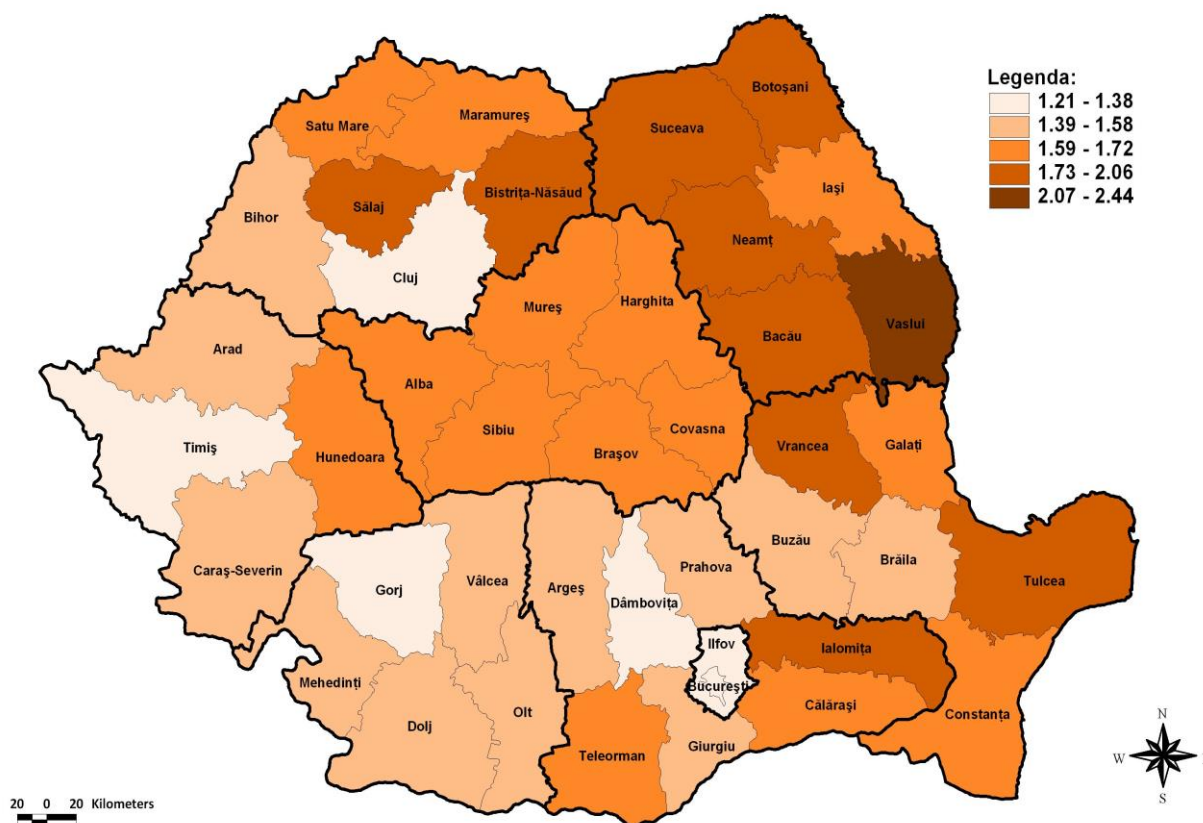 Legenda:
1.21 - 1.38
1.39 - 1.58
1.59 - 1.72
1.73 - 2.06
2.07 - 2.44
Botoşani
Suceava
Maramureş
Satu Mare
Iaşi
Bistriţa-Năsăud
Sălaj
Bihor
Neamţ
Cluj
Harghita
Mureş
Vaslui
Bacău
Arad
Alba
Covasna
Sibiu
Timiş
Hunedoara
Braşov
Vrancea
Galaţi
Buzău
Brăila
Prahova
Caraş-Severin
Vâlcea
Argeş
Gorj
Dâmboviţa
Tulcea
Ilfov
Ialomiţa
Mehedinţi
Bucureşti
Călăraşi
Olt
Constanţa
Dolj
Giurgiu
Teleorman
N
W
E
S
20 0 20 Kilometers